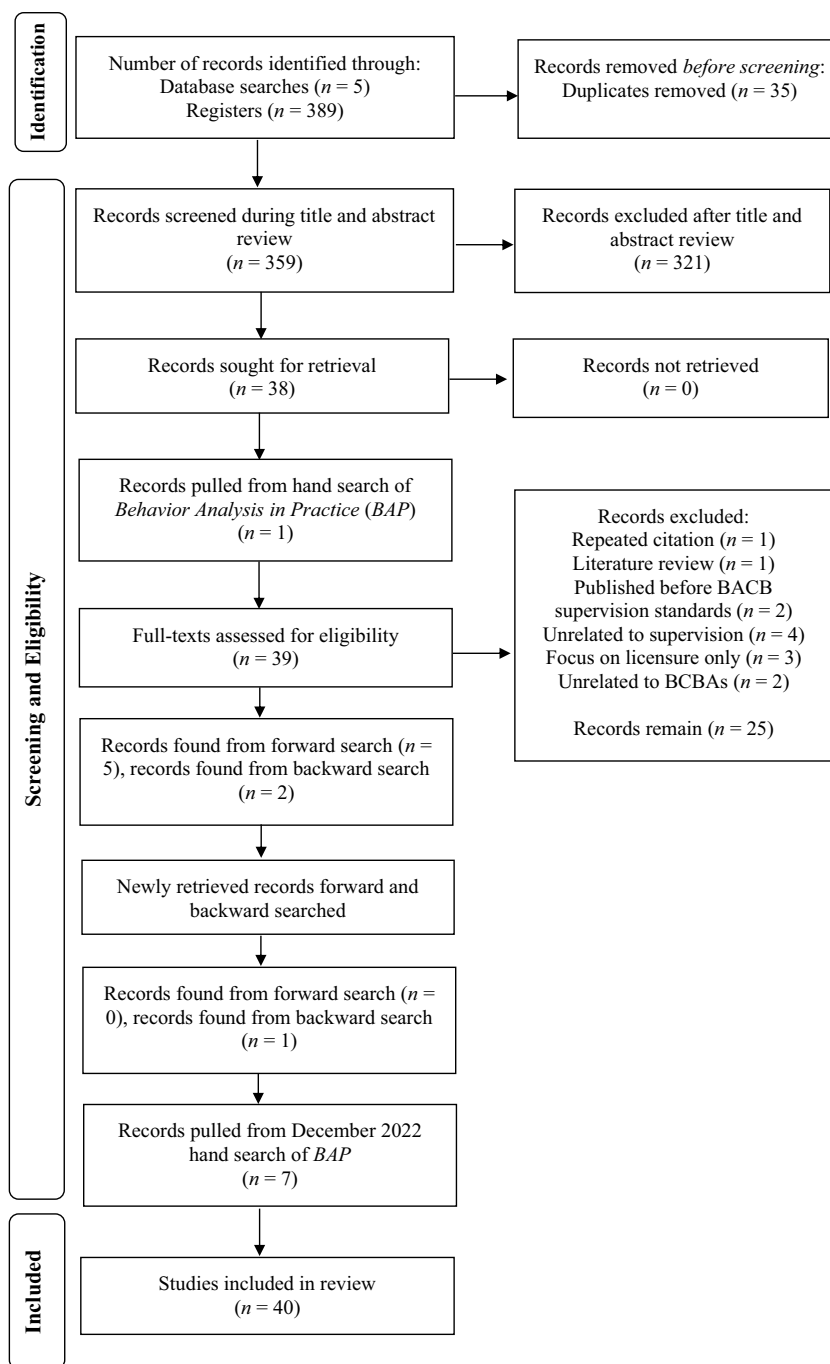 Identification
Number of records identified through:
Database searches (n = 5)
Registers (n = 389)
Records removed before screening:
Duplicates removed (n = 35)
Screening and Eligibility
Records screened during title and abstract
review
(n = 359)
Records excluded after title and
abstract review
(n = 321)
Records sought for retrieval
(n = 38)
Records not retrieved
(n = 0)
Records pulled from hand search of
Behavior Analysis in Practice (BAP)
(n = 1)
Full-texts assessed for eligibility
(n = 39)
Records excluded:
Repeated citation (n = 1)
Literature review (n = 1)
Published before BACB
supervision standards (n = 2)
Unrelated to supervision (n = 4)
Focus on licensure only (n = 3)
Unrelated to BCBAs (n = 2)
Records remain (n = 25)
Records found from forward search (n =
5), records found from backward search
(n = 2)
Newly retrieved records forward and
backward searched
Records found from forward search (n =
0), records found from backward search
(n = 1)
Records pulled from December 2022
hand search of BAP
(n = 7)
Included
Studies included in review
(n = 40)